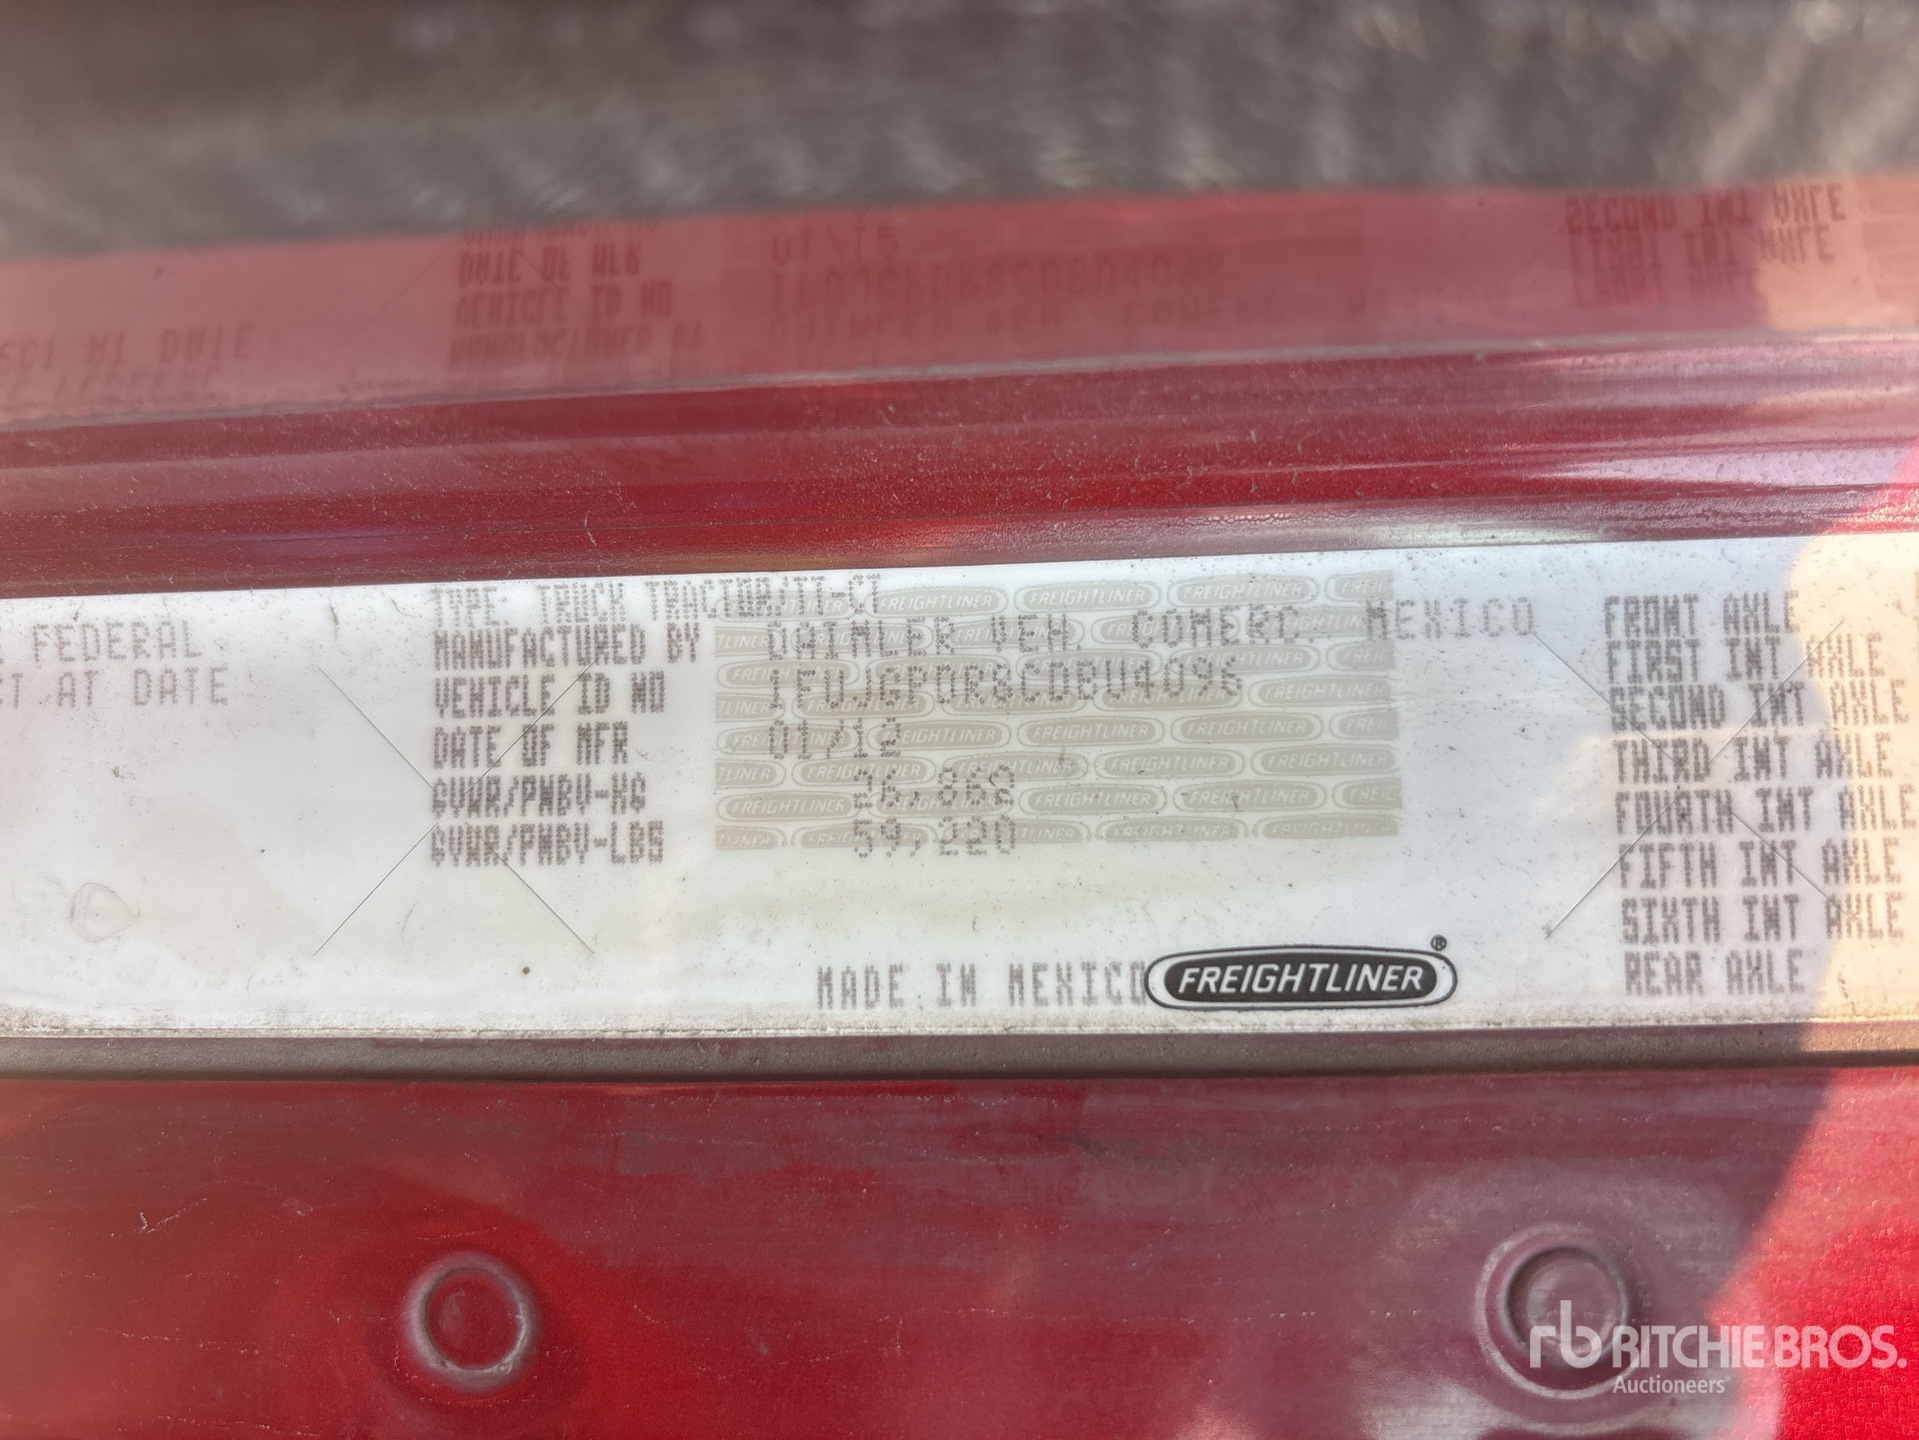 FEDERAL
CT AT DATE
TYPE: TRUCK TRACTOR/TT-CT
MANUFACTURED BY DAIMLER VEH. COMERC. MEXICO
VEHICLE ID NO 1FUJGPDR8CDBU4096
DATE OF MFR 01/12
GVWR/PNBV-KG 26,862
GVWR/PNBV-LBS 59,220
MADE IN MEXICO FREIGHTLINER®
FRONT AXLE
FIRST INT AXLE
SECOND INT AXLE
THIRD INT AXLE
FOURTH INT AXLE
FIFTH INT AXLE
SIXTH INT AXLE
REAR AXLE
rb RITCHIE BROS.
Auctioneers